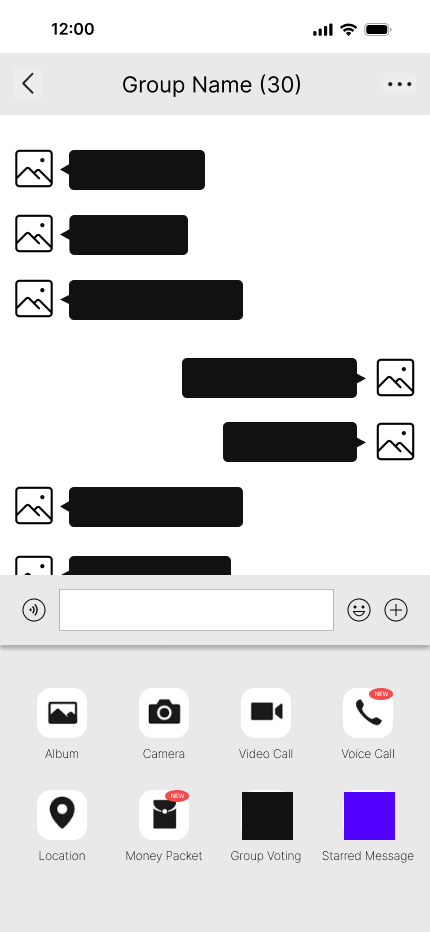 12:00
Group Name (30)
NEW
Album
Camera
Video Call
Voice Call
NEW
Location
Money Packet
Group Voting
Starred Message